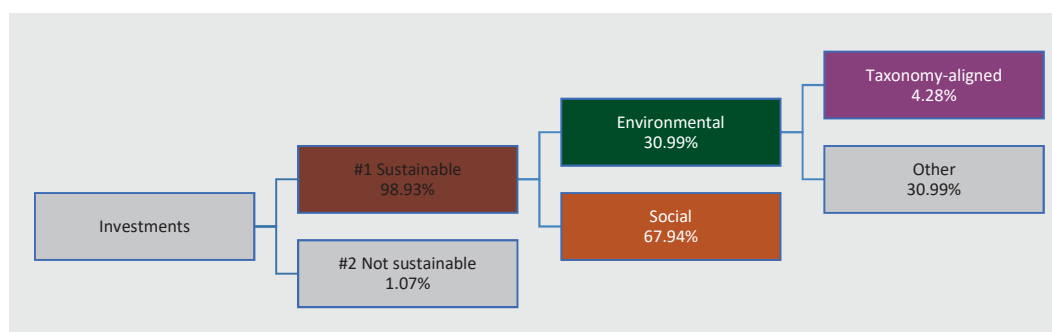 Taxonomy-aligned
4.28%
Environmental
30.99%
Other
30.99%
#1 Sustainable
98.93%
Investments
Social
67.94%
#2 Not sustainable
1.07%